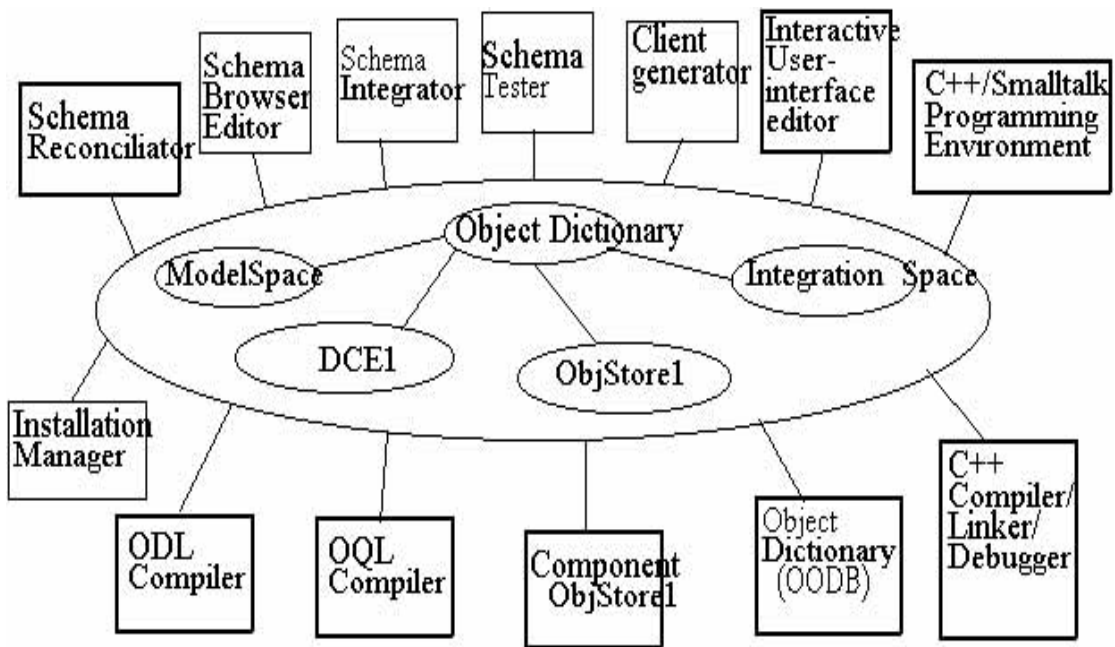 Schema
Reconciliator
Schema
Browser
Editor
Schema
Integrator
Schema
Tester
Client
generator
Interactive
User-
interface
editor
C++/Smalltalk
Programming
Environment
Object Dictionary
ModelSpace
Integration Space
DCE1
ObjStore1
Installation
Manager
ODL
Compiler
OQL
Compiler
Component
ObjStore1
Object
Dictionary
(OODB)
C++
Compiler/
Linker/
Debugger